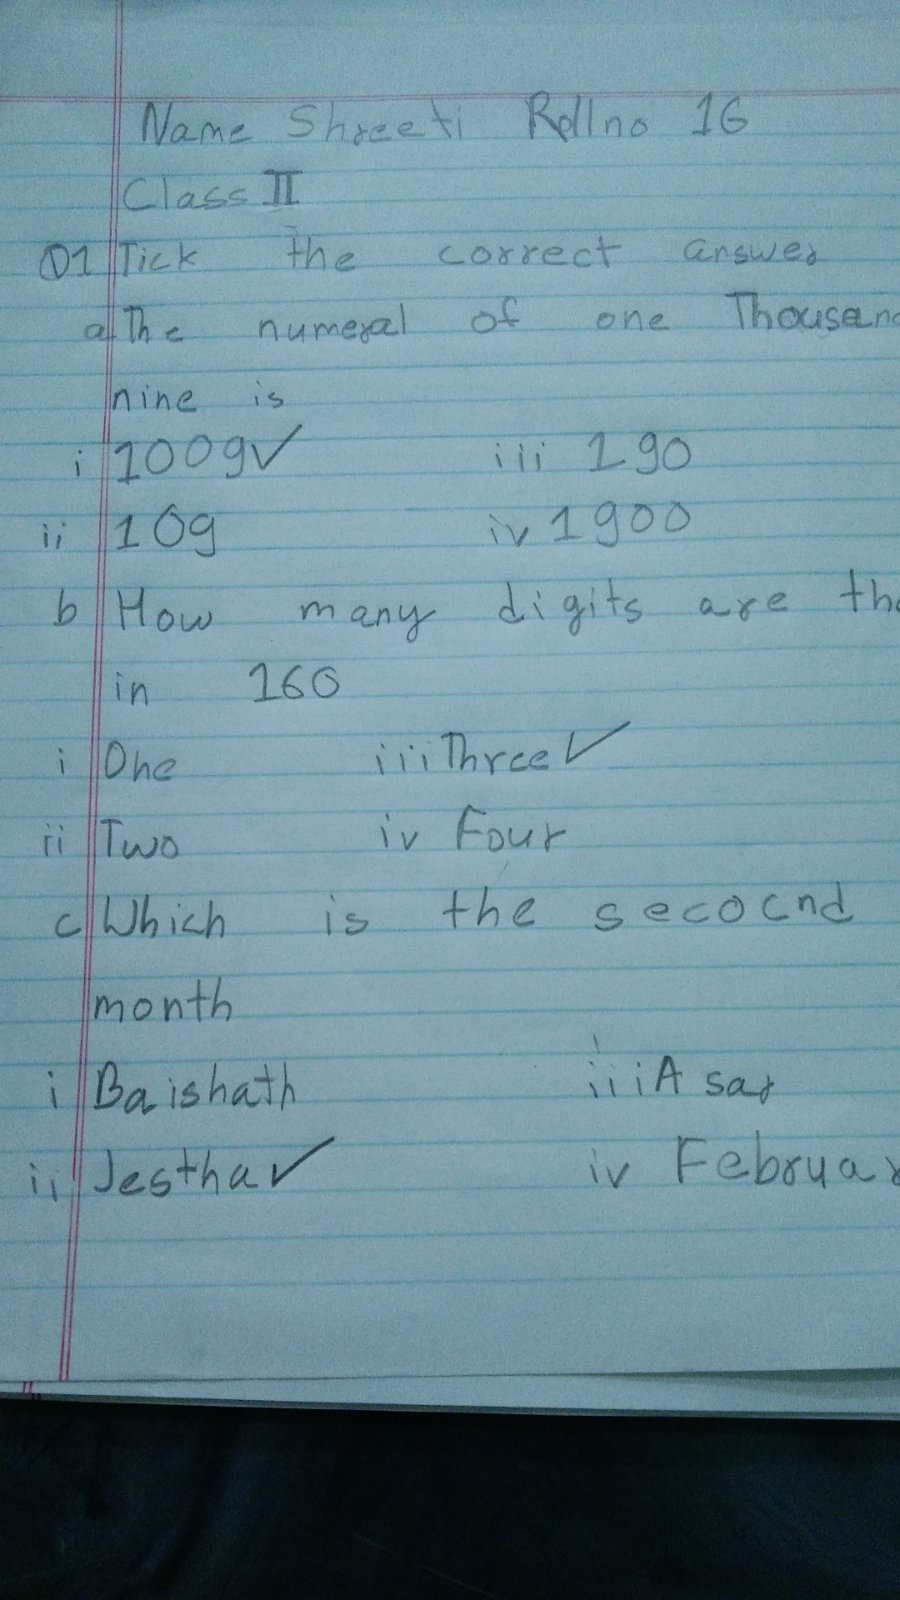 Name Shreeti Rollno 16
Class II
Q1 Tick the correct answer
a The numeral of one Thousand
nine is
i 1009✓ iii 190
ii 109 iv 1900
b How many digits are the
in 160
i One iii Three✓
ii Two iv Four
c Which is the secocnd
month
i Baishath iii Asar
ii Jestha✓ iv Februar